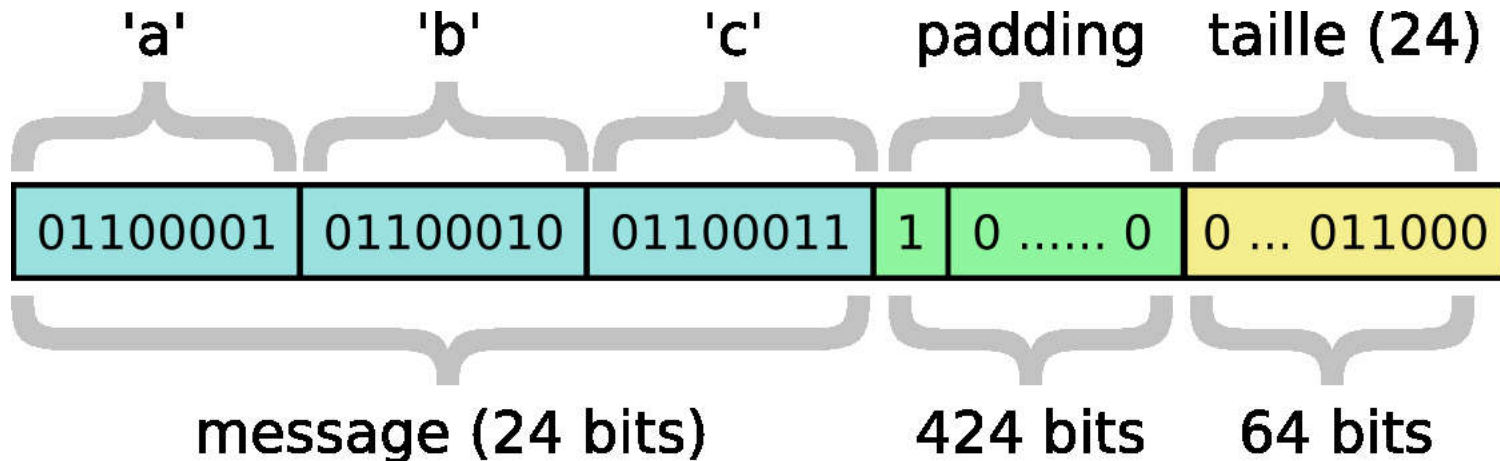 'a' 'b' 'c' padding taille (24)
01100001 01100010 01100011 1 0 ...... 0 0 ... 011000
message (24 bits) 424 bits 64 bits